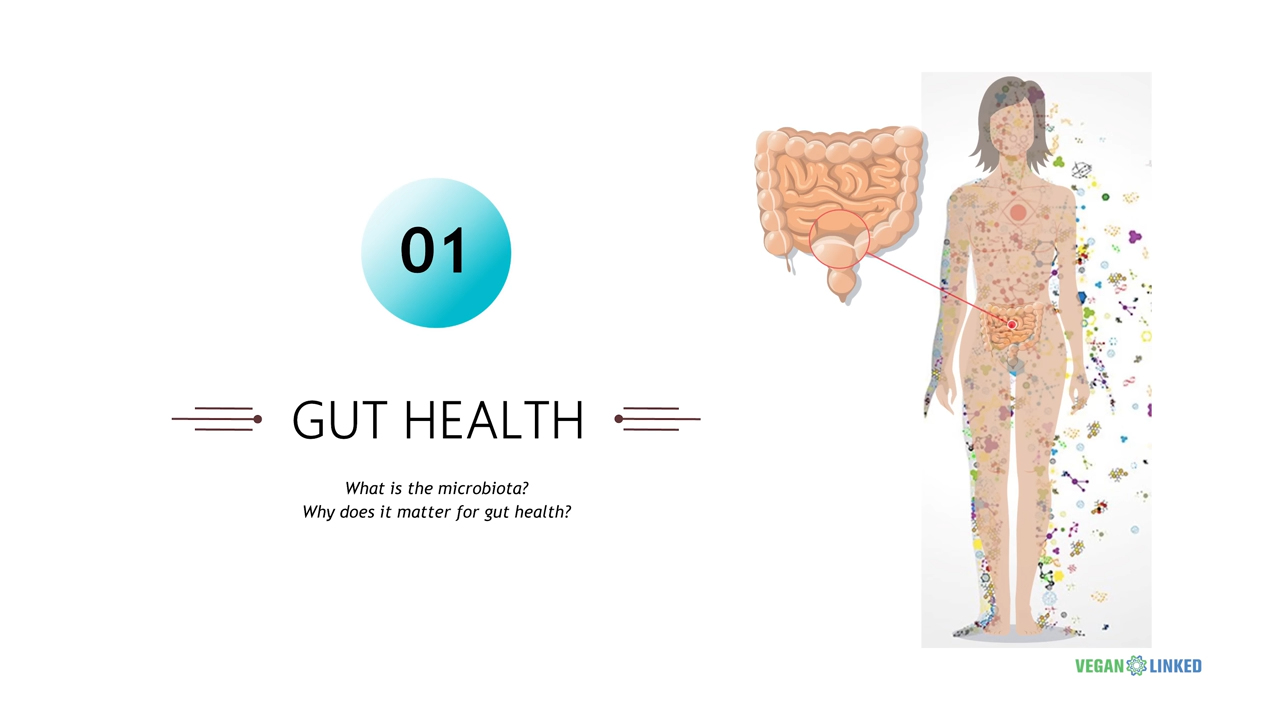 01
GUT HEALTH
What is the microbiota?
Why does it matter for gut health?
VEGAN LINKED